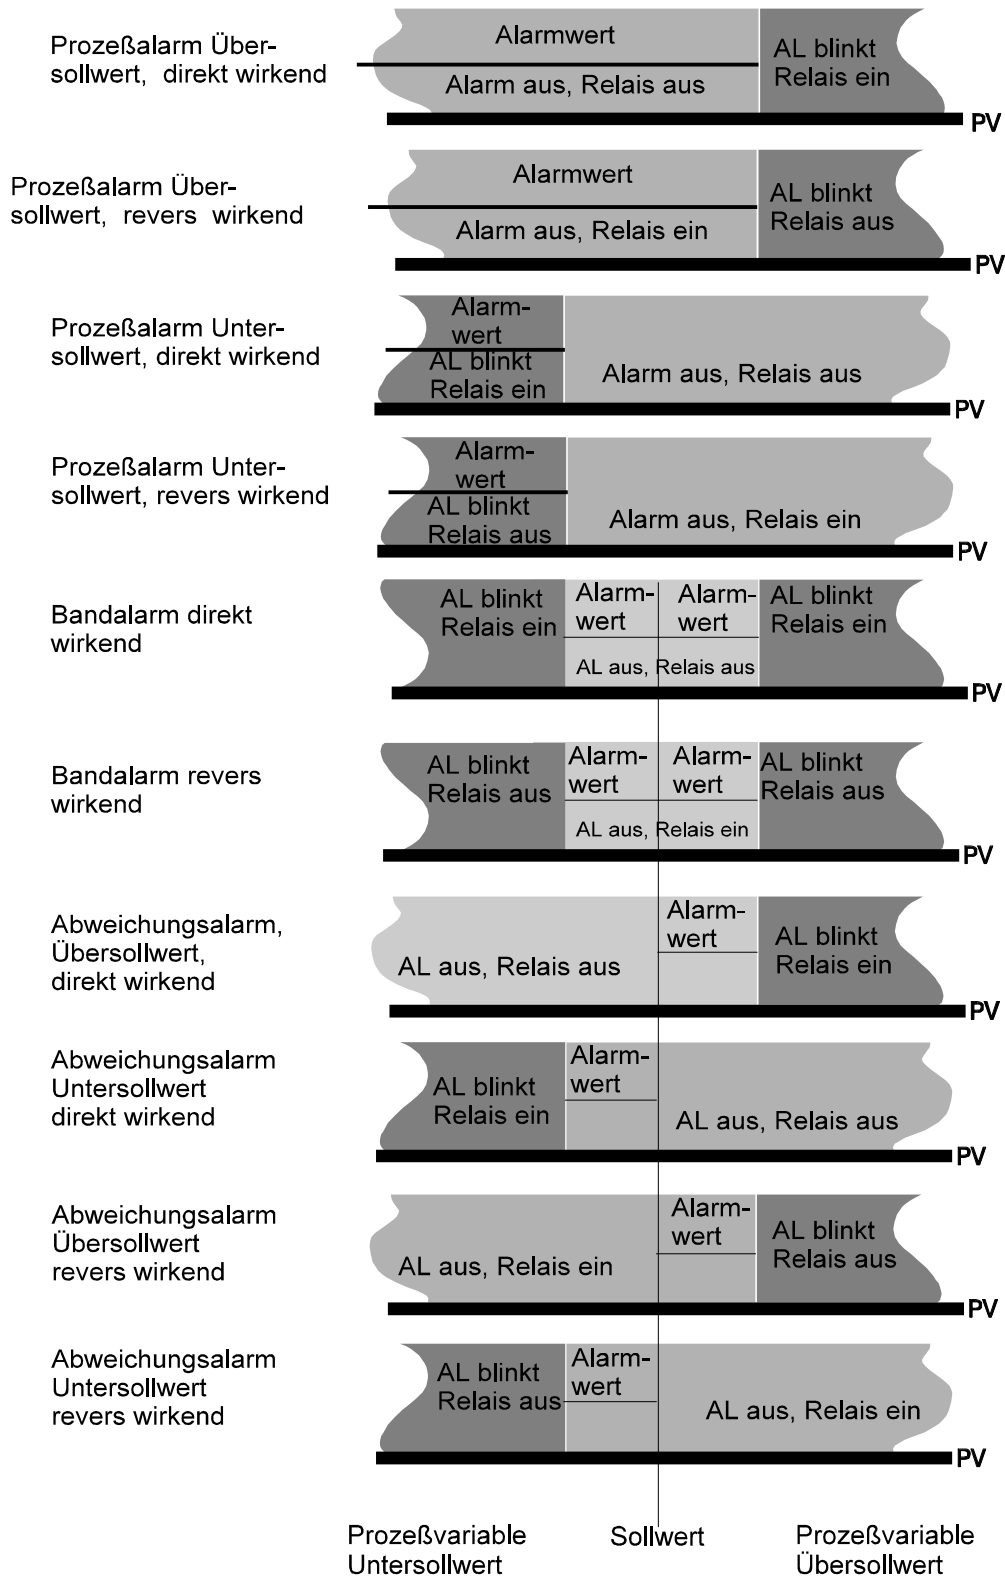 Prozeßalarm Über-
sollwert, direkt wirkend
Alarmwert
Alarm aus, Relais aus
AL blinkt
Relais ein
PV
Prozeßalarm Über-
sollwert, revers wirkend
Alarmwert
Alarm aus, Relais ein
AL blinkt
Relais aus
PV
Prozeßalarm Unter-
sollwert, direkt wirkend
Alarm-
wert
AL blinkt
Relais ein
Alarm aus, Relais aus
PV
Prozeßalarm Unter-
sollwert, revers wirkend
Alarm-
wert
AL blinkt
Relais aus
Alarm aus, Relais ein
PV
Bandalarm direkt
wirkend
AL blinkt
Relais ein
Alarm-
wert
Alarm-
wert
AL aus, Relais aus
AL blinkt
Relais ein
PV
Bandalarm revers
wirkend
AL blinkt
Relais aus
Alarm-
wert
Alarm-
wert
AL aus, Relais ein
AL blinkt
Relais aus
PV
Abweichungsalarm,
Übersollwert,
direkt wirkend
AL aus, Relais aus
Alarm-
wert
AL blinkt
Relais ein
PV
Abweichungsalarm
Untersollwert
direkt wirkend
AL blinkt
Relais ein
Alarm-
wert
AL aus, Relais aus
PV
Abweichungsalarm
Übersollwert
revers wirkend
AL aus, Relais ein
Alarm-
wert
AL blinkt
Relais aus
PV
Abweichungsalarm
Untersollwert
revers wirkend
AL blinkt
Relais aus
Alarm-
wert
AL aus, Relais ein
PV
Prozeßvariable
Untersollwert
Sollwert
Prozeßvariable
Übersollwert